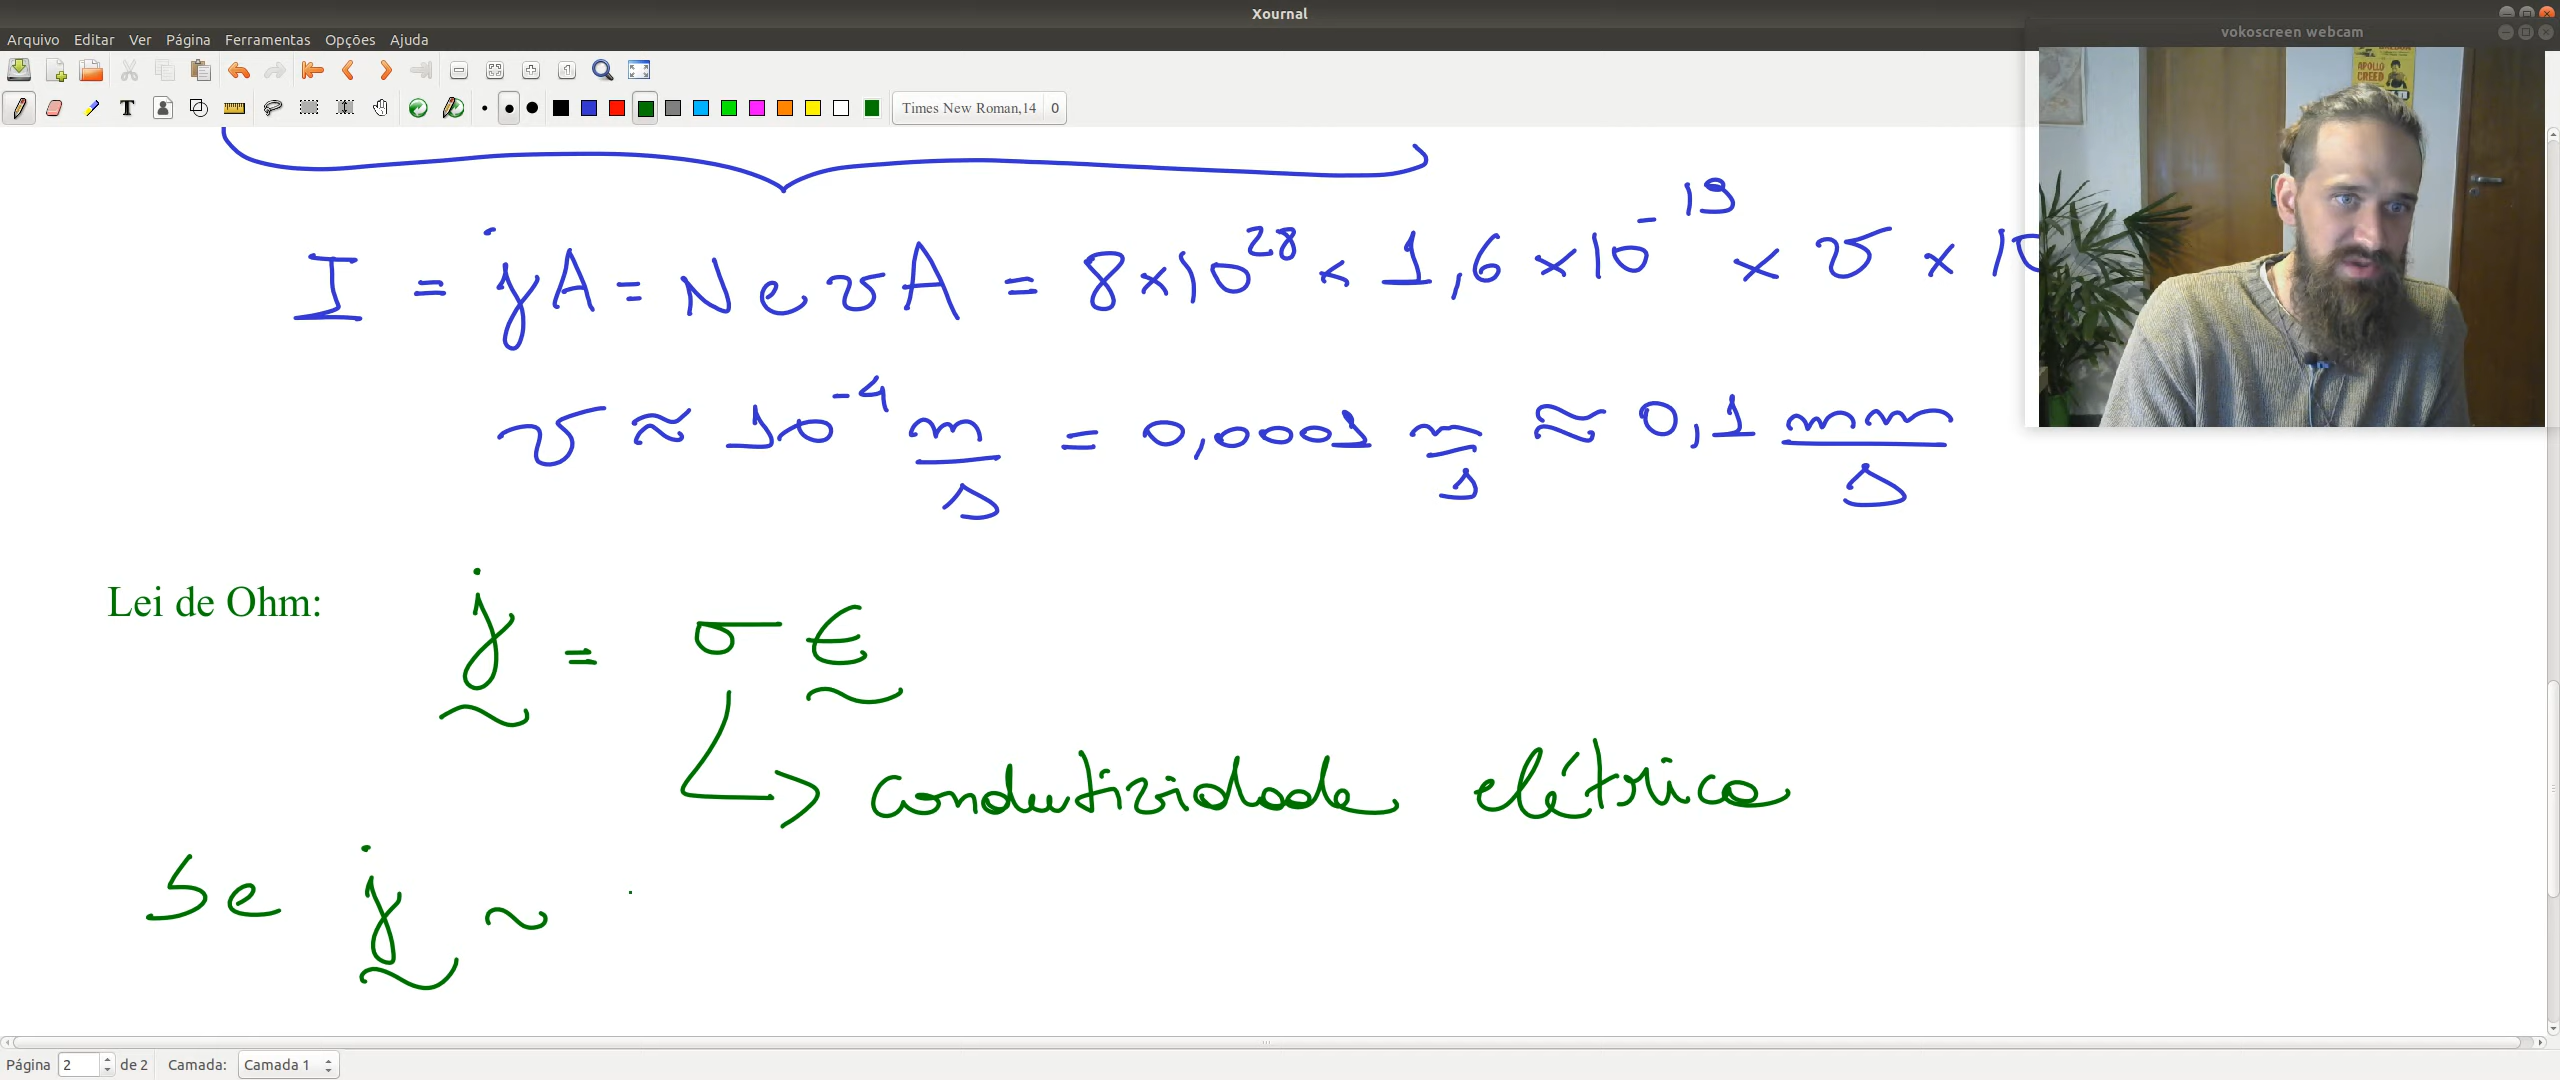 Xournal
vokoscreen webcam
Arquivo Editar Ver Página Ferramentas Opções Ajuda
Times New Roman,14 0
APOLLO CREED
I = jA = N e v A = 8 × 10^28 × 1,6 × 10^-19 × v × 10
v ≈ 10^-4 m/s = 0,0001 m/s ≈ 0,1 mm/s
Lei de Ohm: j = σ E
→ condutividade elétrica
Se j ~
Página 2 de 2 Camada: Camada 1